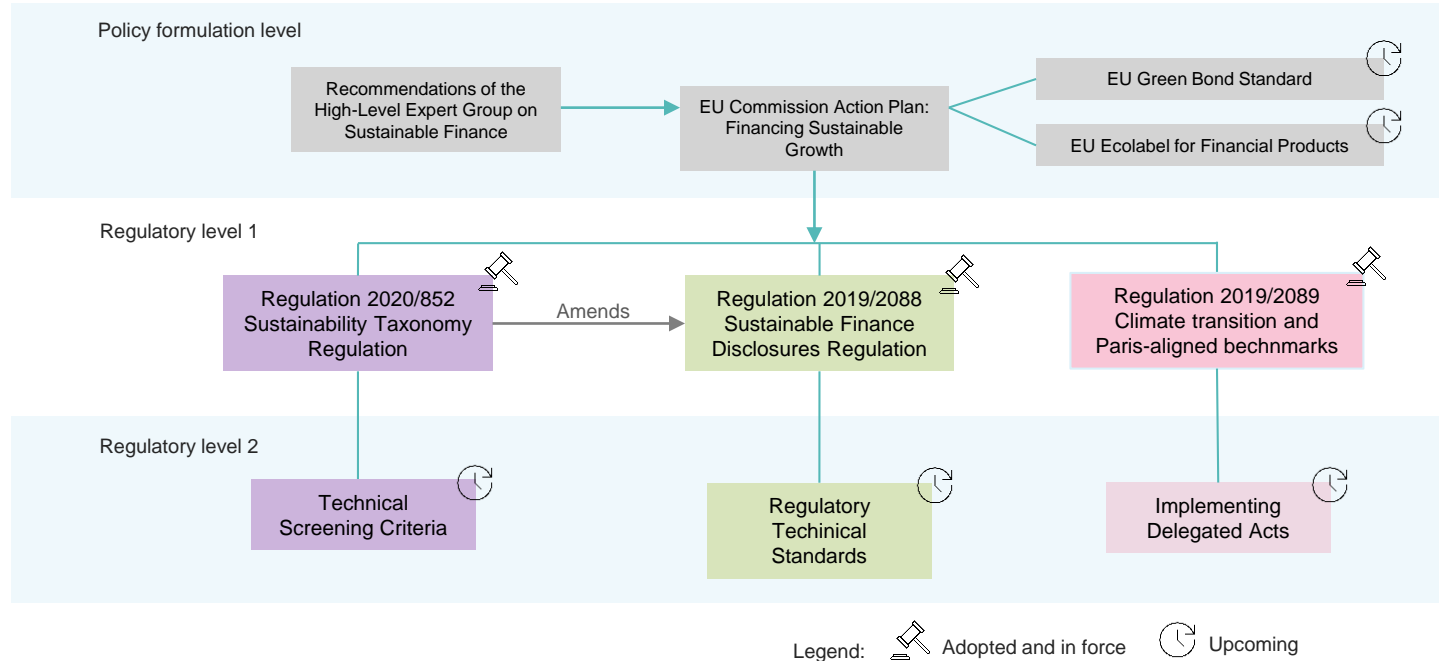 Policy formulation level
Recommendations of the
High-Level Expert Group on
Sustainable Finance
EU Commission Action Plan:
Financing Sustainable
Growth
EU Green Bond Standard
EU Ecolabel for Financial Products
Regulatory level 1
Regulation 2020/852
Sustainability Taxonomy
Regulation
Amends
Regulation 2019/2088
Sustainable Finance
Disclosures Regulation
Regulation 2019/2089
Climate transition and
Paris-aligned bechnmarks
Regulatory level 2
Technical
Screening Criteria
Regulatory
Techinical
Standards
Implementing
Delegated Acts
Legend:
Adopted and in force
Upcoming